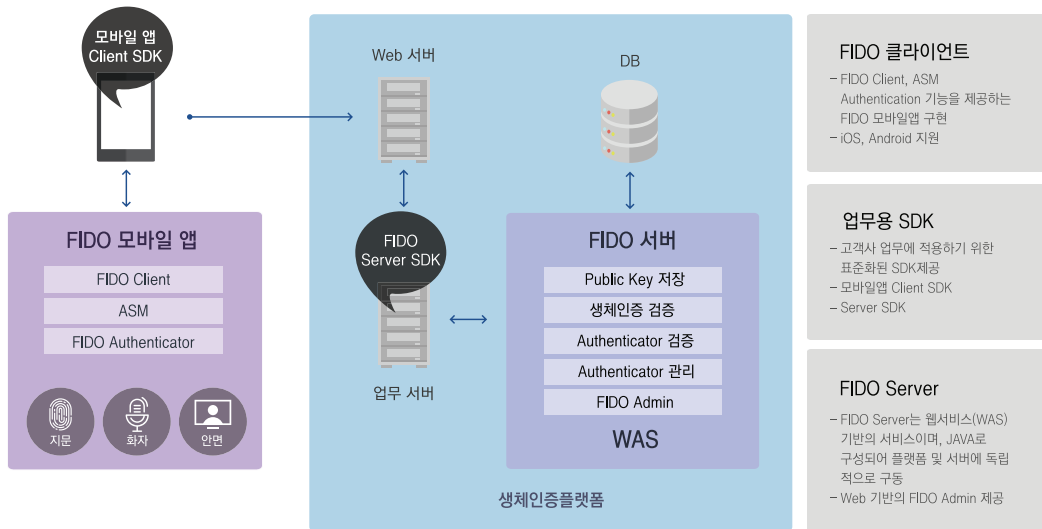 모바일 앱
Client SDK
FIDO 모바일 앱
FIDO Client
ASM
FIDO Authenticator
지문
화자
안면
Web 서버
DB
FIDO
Server SDK
업무 서버
FIDO 서버
Public Key 저장
생체인증 검증
Authenticator 검증
Authenticator 관리
FIDO Admin
WAS
생체인증플랫폼
FIDO 클라이언트
– FIDO Client, ASM
Authentication 기능을 제공하는
FIDO 모바일앱 구현
– iOS, Android 지원
업무용 SDK
– 고객사 업무에 적용하기 위한
표준화된 SDK제공
– 모바일앱 Client SDK
– Server SDK
FIDO Server
– FIDO Server는 웹서비스(WAS)
기반의 서비스이며, JAVA로
구성되어 플랫폼 및 서버에 독립
적으로 구동
– Web 기반의 FIDO Admin 제공